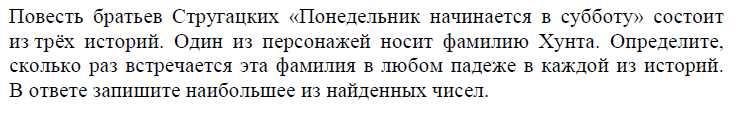 Повесть братьев Стругацких «Понедельник начинается в субботу» состоит
из трёх историй. Один из персонажей носит фамилию Хунта. Определите,
сколько раз встречается эта фамилия в любом падеже в каждой из историй.
В ответе запишите наибольшее из найденных чисел.